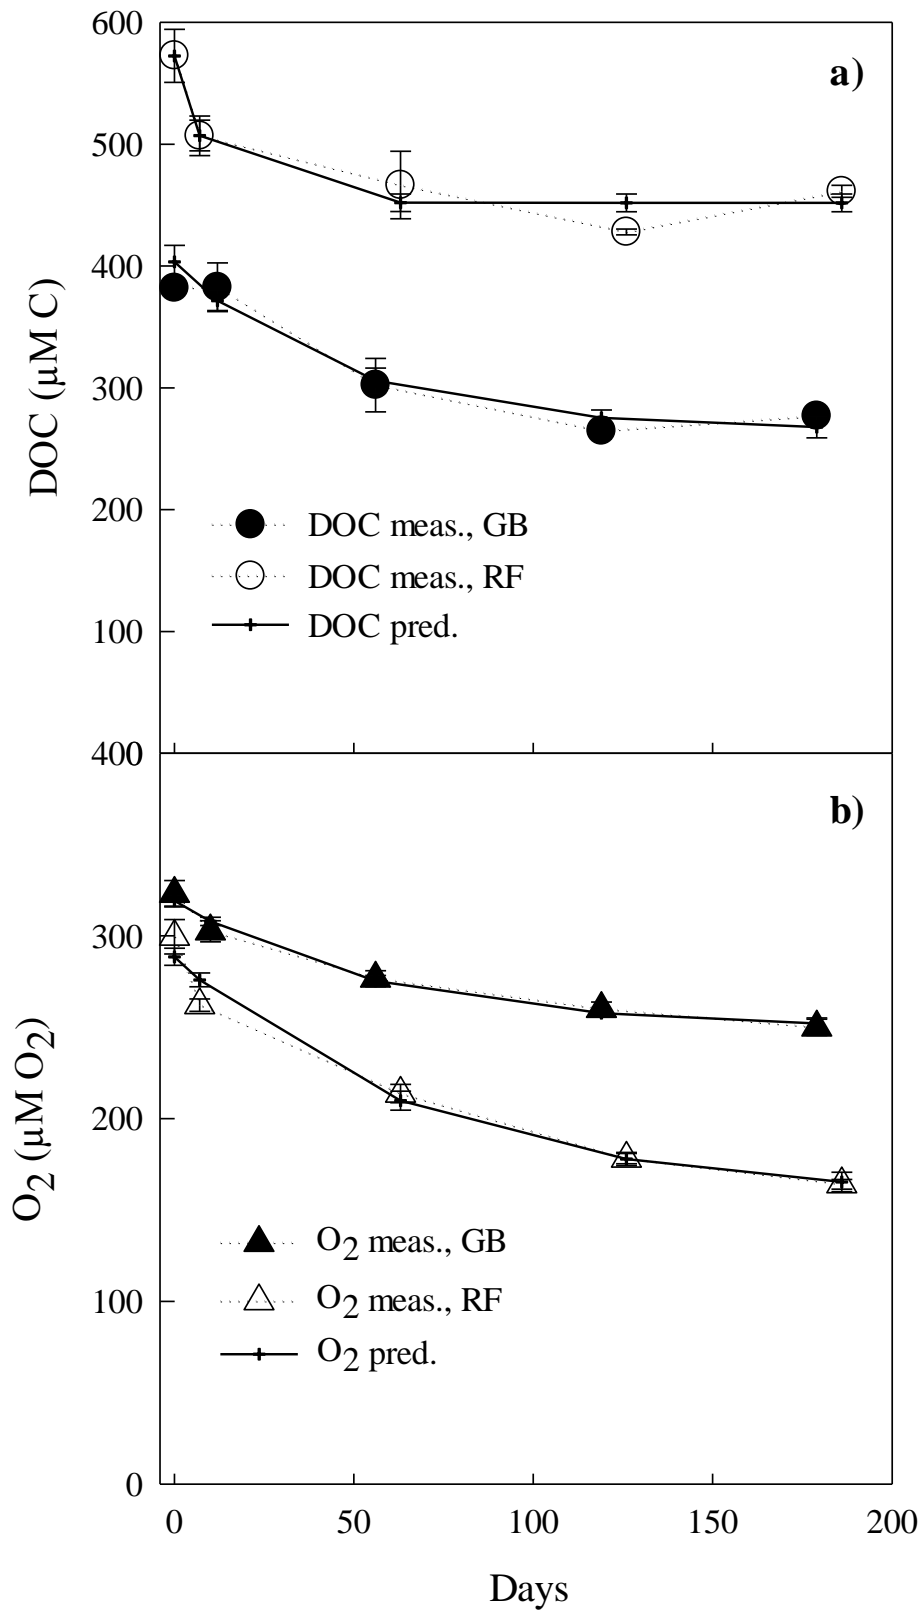 600
a)
500
400
300
200
100
DOC (µM C)
DOC meas., GB
DOC meas., RF
DOC pred.
400
b)
300
200
100
0
O2 (µM O2)
O2 meas., GB
O2 meas., RF
O2 pred.
0 50 100 150 200
Days